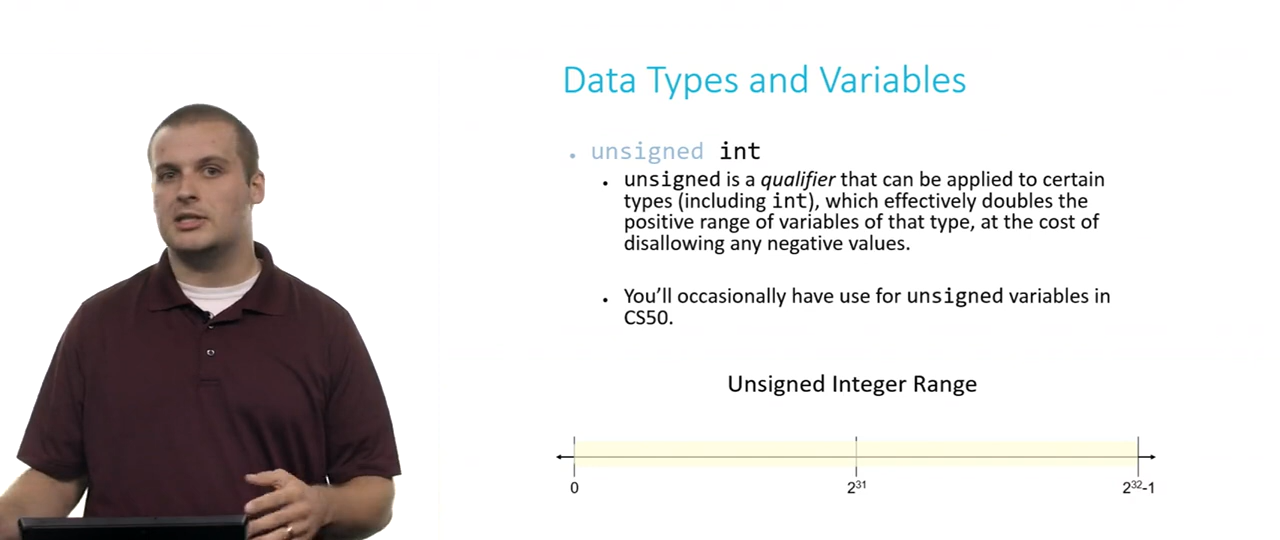 Data Types and Variables
• unsigned int
• unsigned is a qualifier that can be applied to certain
types (including int), which effectively doubles the
positive range of variables of that type, at the cost of
disallowing any negative values.
• You’ll occasionally have use for unsigned variables in
CS50.
Unsigned Integer Range
0 2³¹ 2³²-1